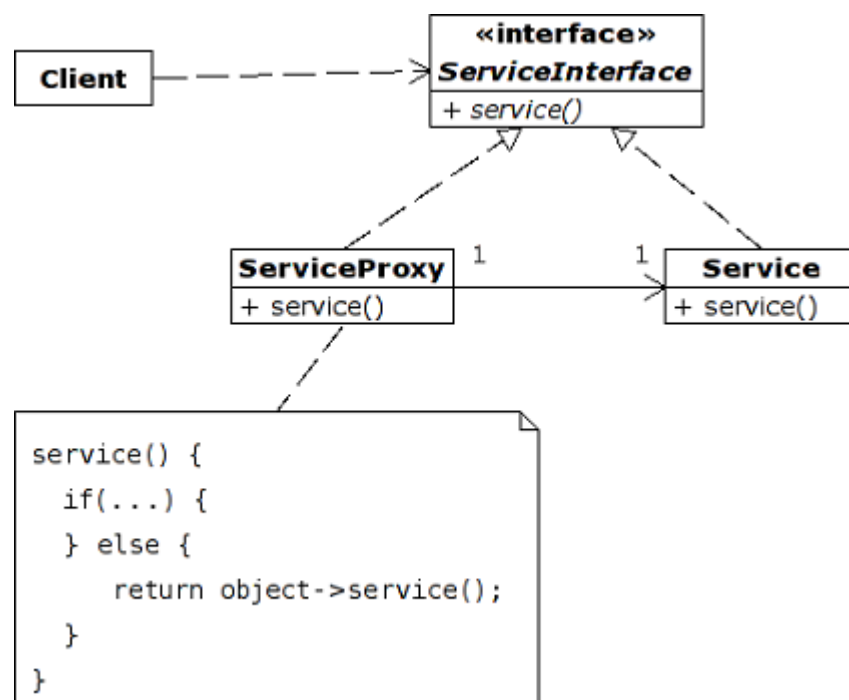 «interface»
Client
ServiceInterface
+ service()
ServiceProxy
1
1
Service
+ service()
+ service()
service() {
if(...) {
} else {
return object->service();
}
}